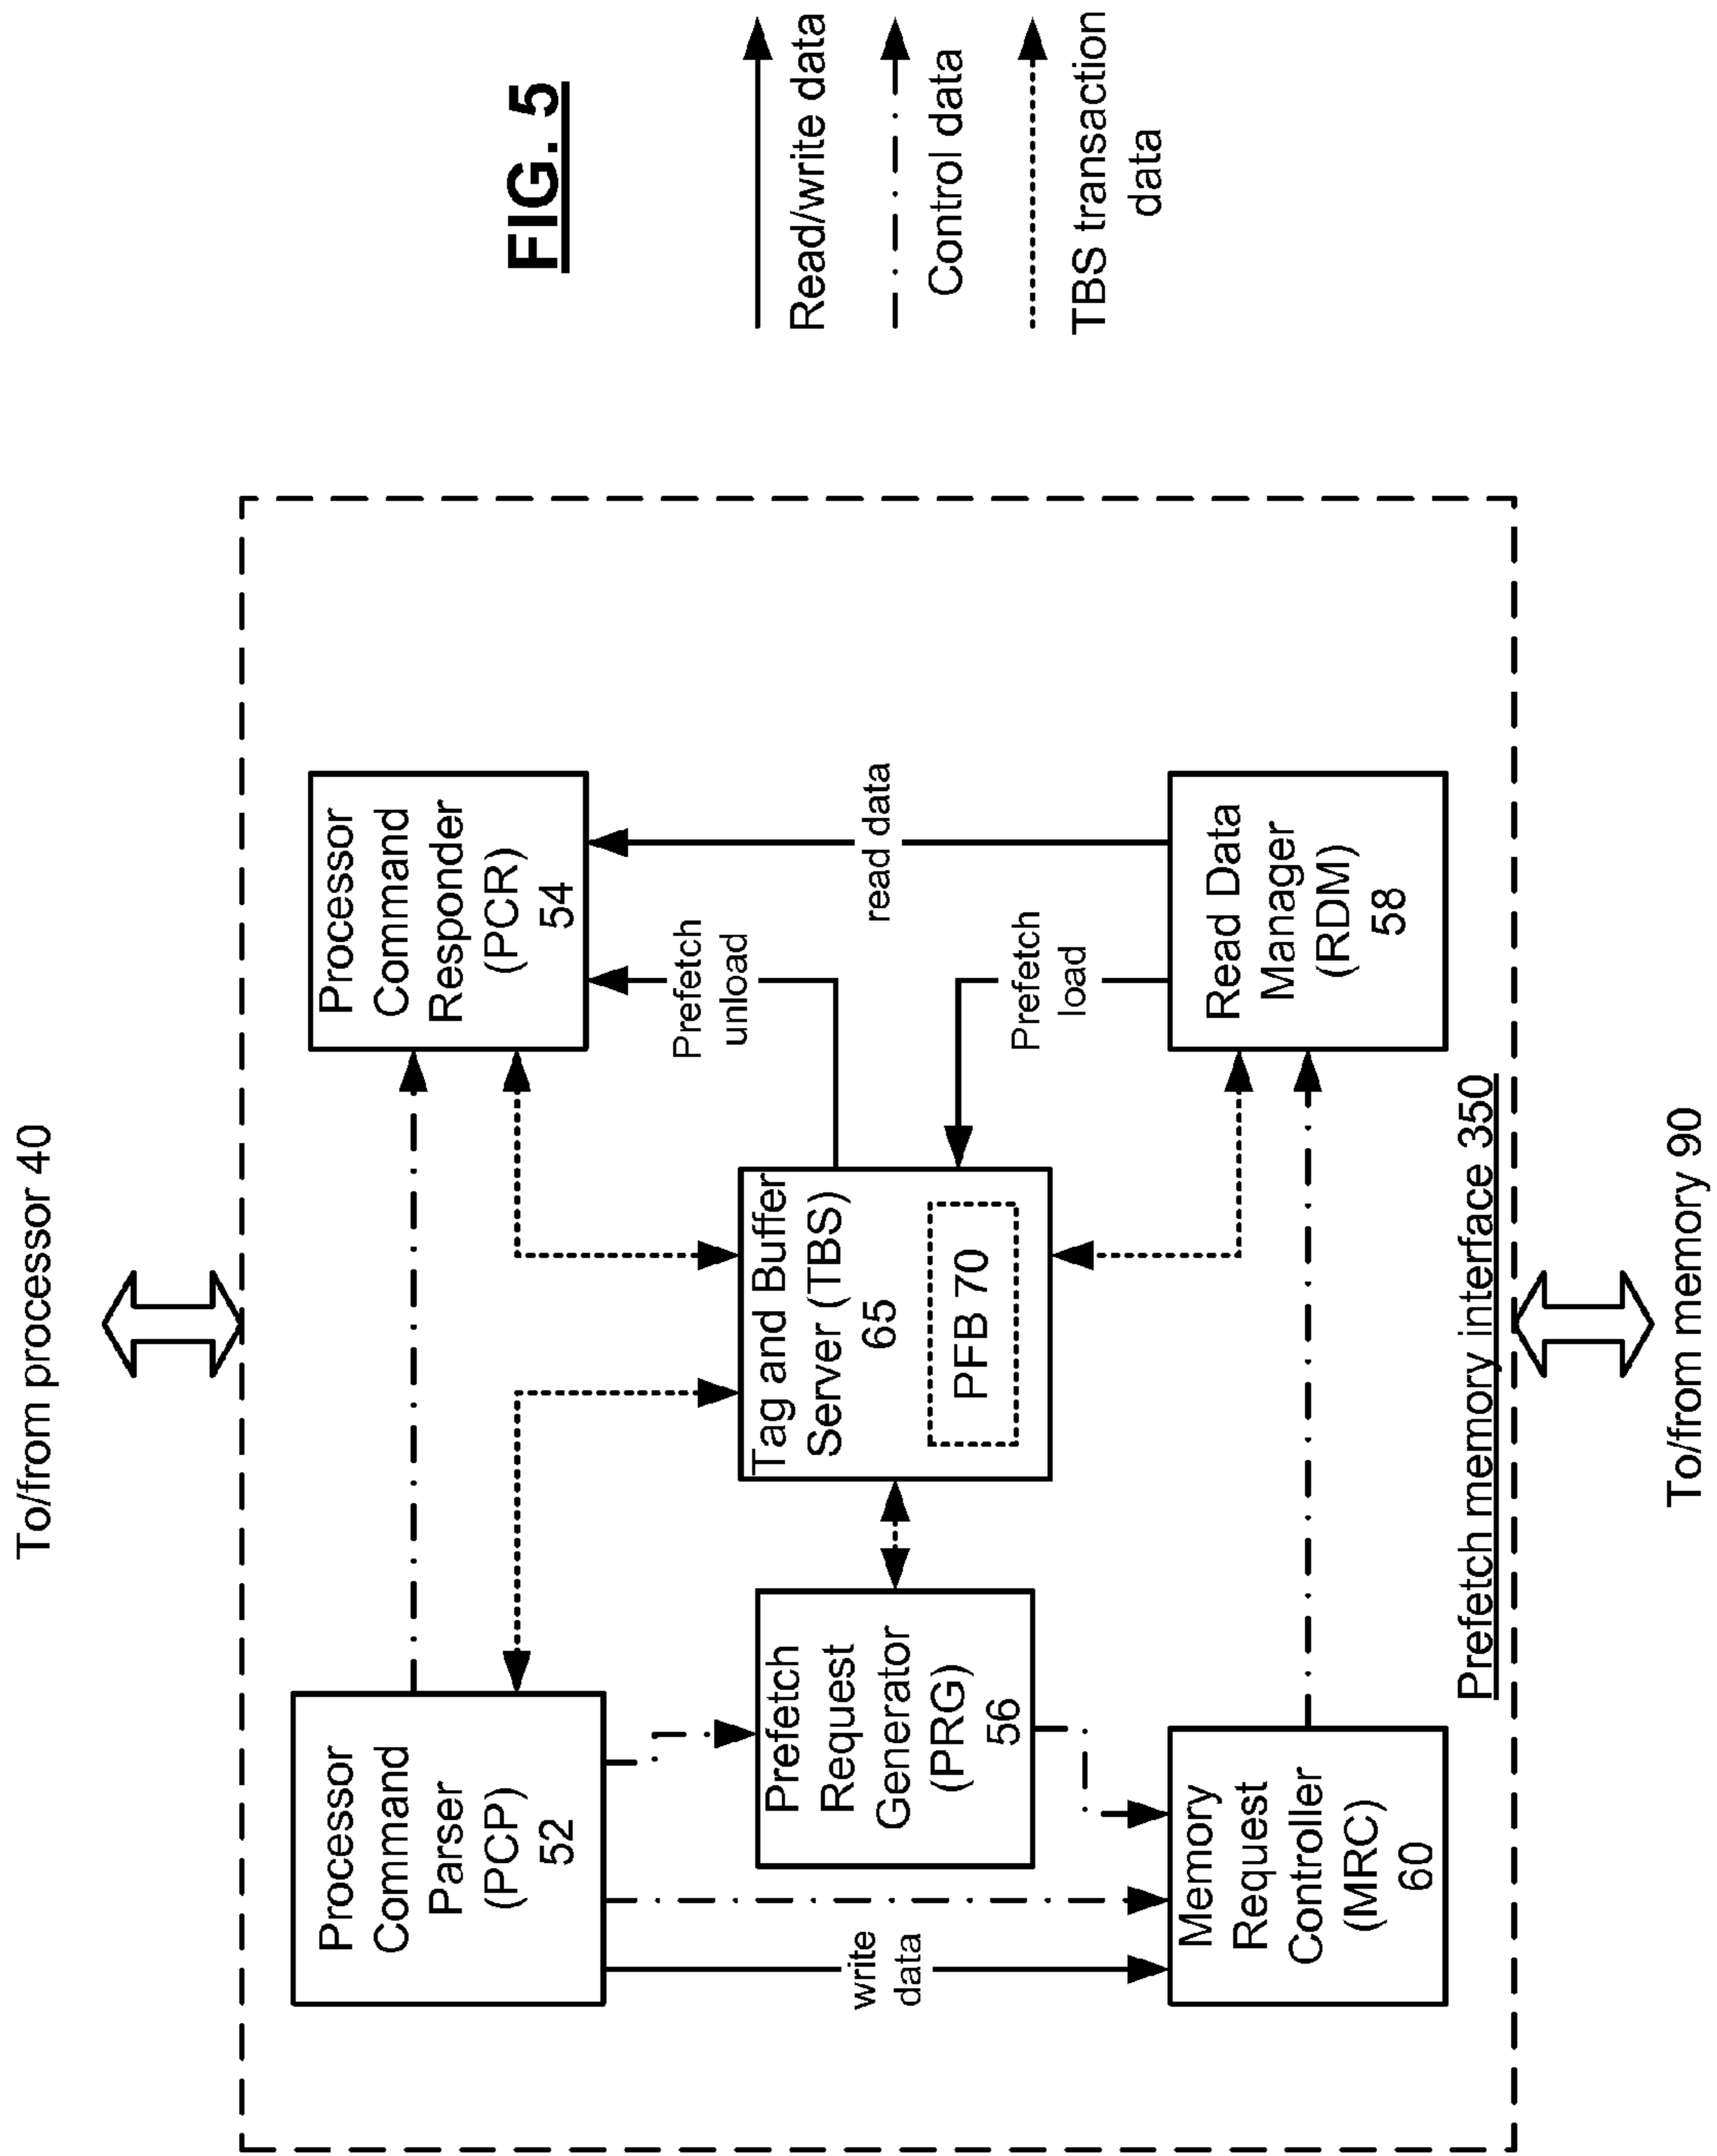 To/from processor 40
Processor
Command
Parser
(PCP)
52
Processor
Command
Responder
(PCR)
54
Prefetch
unload
Tag and Buffer
Server (TBS)
65
PFB 70
Prefetch
Request
Generator
(PRG)
56
write
data
read data
Prefetch
load
Memory
Request
Controller
(MRC)
60
Read Data
Manager
(RDM)
58
Prefetch memory interface 350
To/from memory 90
FIG. 5
Read/write data
Control data
TBS transaction
data